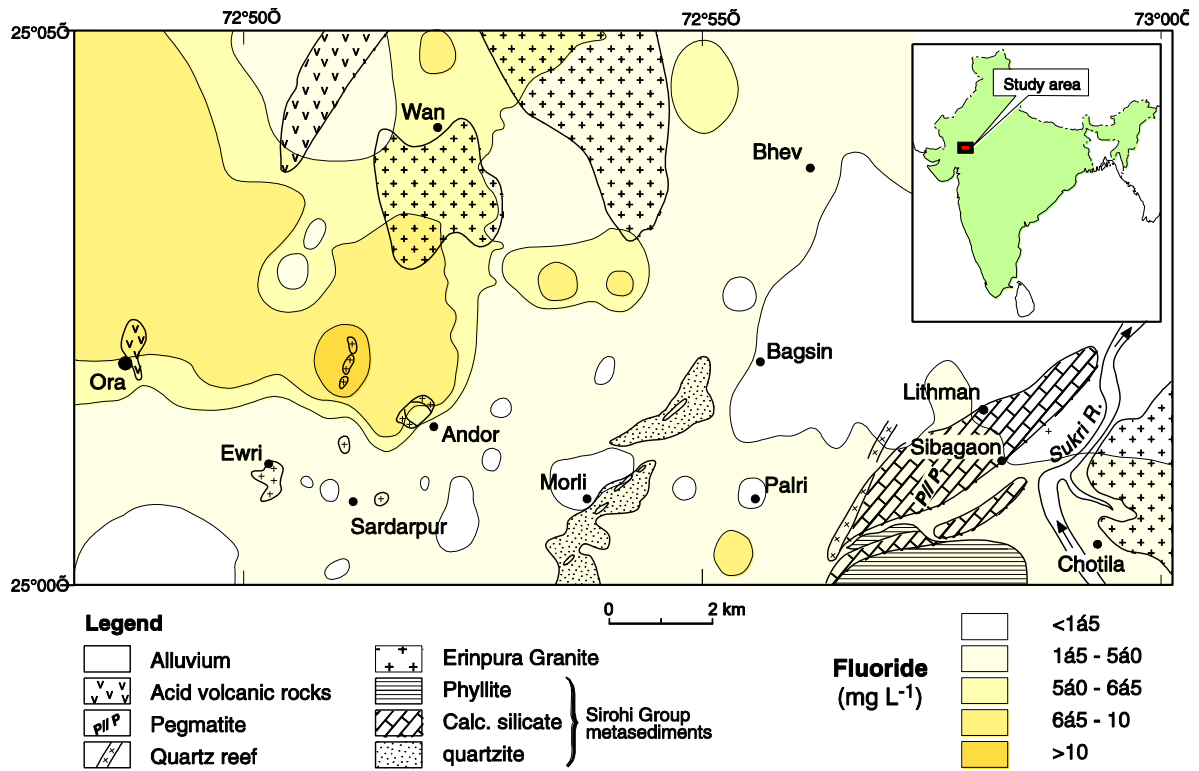 72°50Õ
72°55Õ
73°00Õ
25°05Õ
Study area
Wan
Bhev
Ora
Bagsin
Lithman
Andor
Sukri R.
Ewri
Sibagaon
Morli
Palri
P// P
Sardarpur
Chotila
25°00Õ
0 2 km
Legend
Alluvium
Acid volcanic rocks
P// P Pegmatite
Quartz reef
Erinpura Granite
Phyllite
Calc. silicate
quartzite
Sirohi Group
metasediments
Fluoride
(mg L-1)
<1á5
1á5 - 5á0
5á0 - 6á5
6á5 - 10
>10